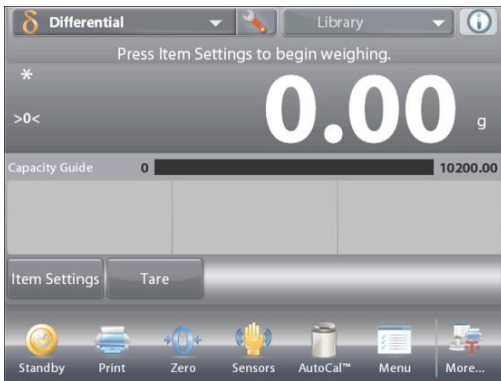 δ Differential Library i
Press Item Settings to begin weighing.
*
>0< 0.00 g
Capacity Guide 0 10200.00
Item Settings Tare
Standby Print Zero Sensors AutoCal™ Menu More...